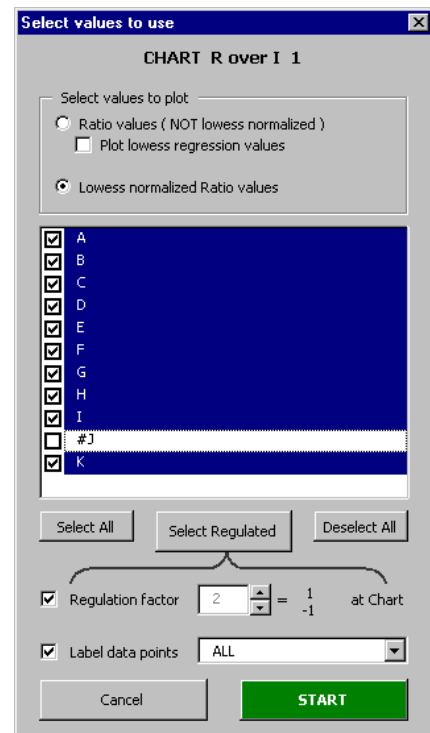 Select values to use
CHART R over I 1
Select values to plot
Ratio values ( NOT lowess normalized )
Plot lowess regression values
Lowess normalized Ratio values
A
B
C
D
E
F
G
H
I
#J
K
Select All
Select Regulated
Deselect All
Regulation factor 2 = 1 at Chart
-1
Label data points ALL
Cancel
START